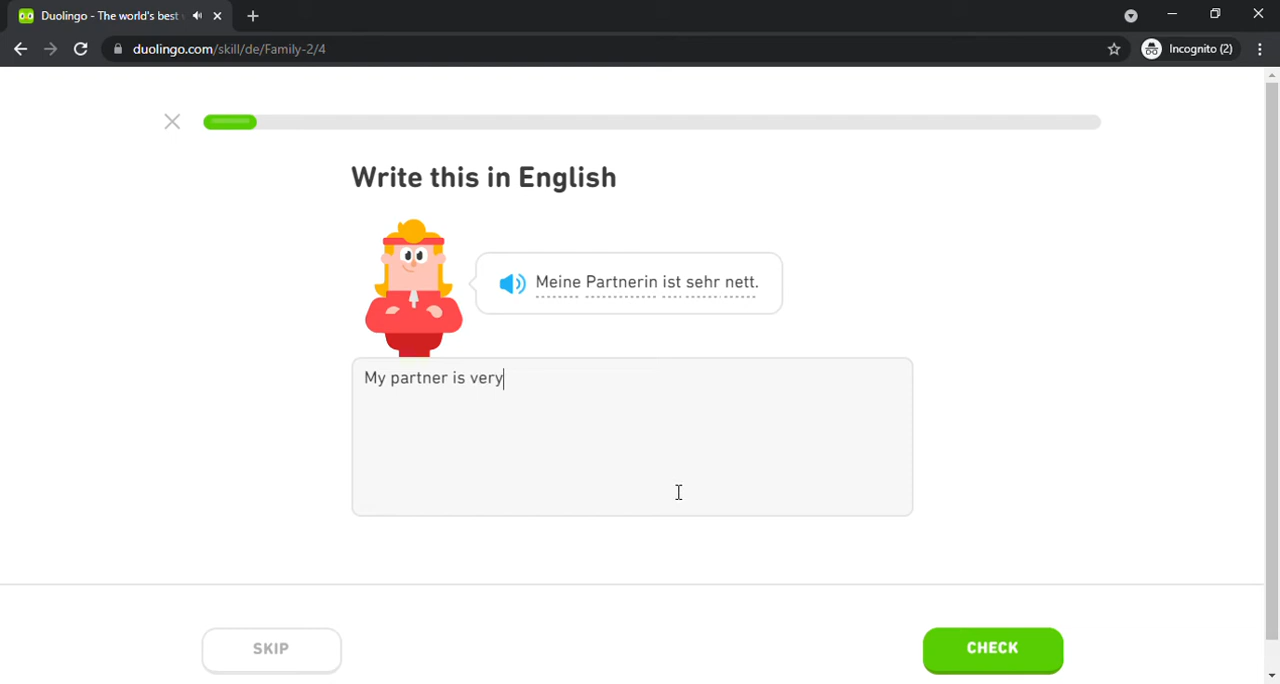 Duolingo - The world's best
duolingo.com/skill/de/Family-2/4
Incognito (2)
Write this in English
Meine Partnerin ist sehr nett.
My partner is very
SKIP
CHECK